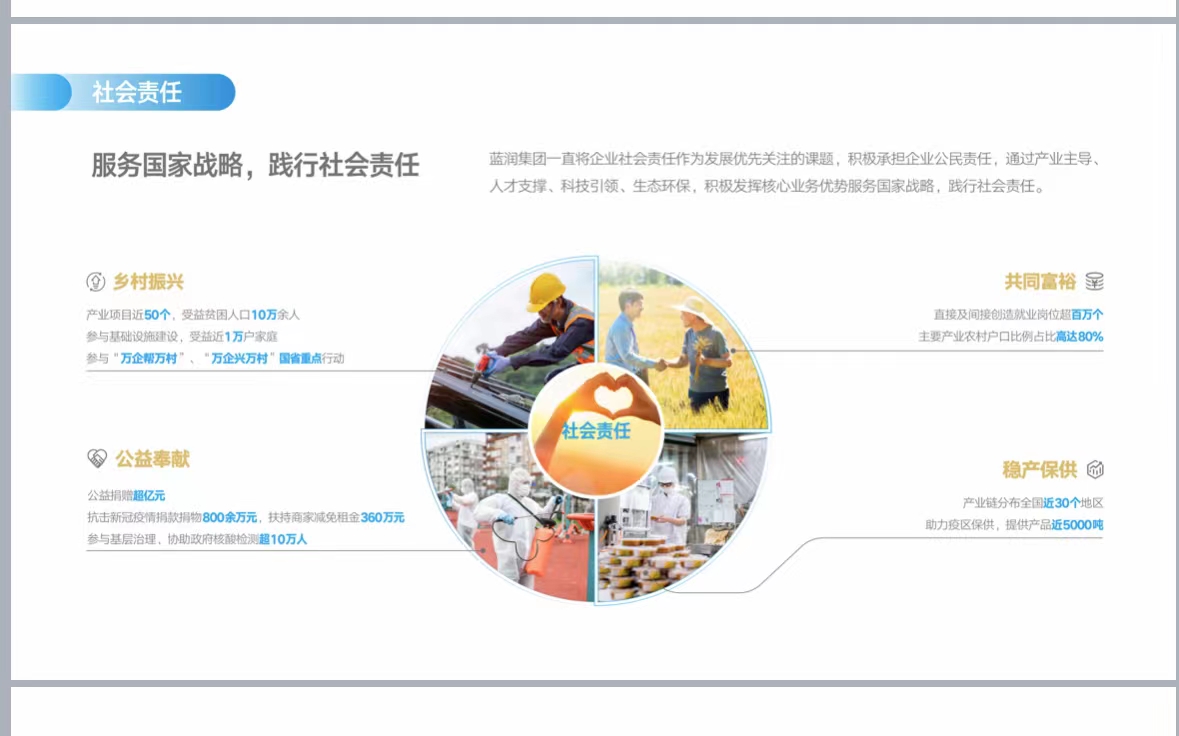 社会责任
服务国家战略，践行社会责任
蓝润集团一直将企业社会责任作为发展优先关注的课题，积极承担企业公民责任，通过产业主导、
人才支撑、科技引领、生态环保，积极发挥核心业务优势服务国家战略，践行社会责任。
乡村振兴
产业项目近50个，受益贫困人口10万余人
参与基础设施建设，受益近1万户家庭
参与“万企帮万村”、“万企兴万村”国省重点行动
共同富裕
直接及间接创造就业岗位超百万个
主要产业农村户口比例占比高达80%
社会责任
公益奉献
公益捐赠超亿元
抗击新冠疫情捐款捐物800余万元，扶持商家减免租金360万元
参与基层治理，协助政府核酸检测超10万人
稳产保供
产业链分布全国近30个地区
助力疫区保供，提供产品近5000吨